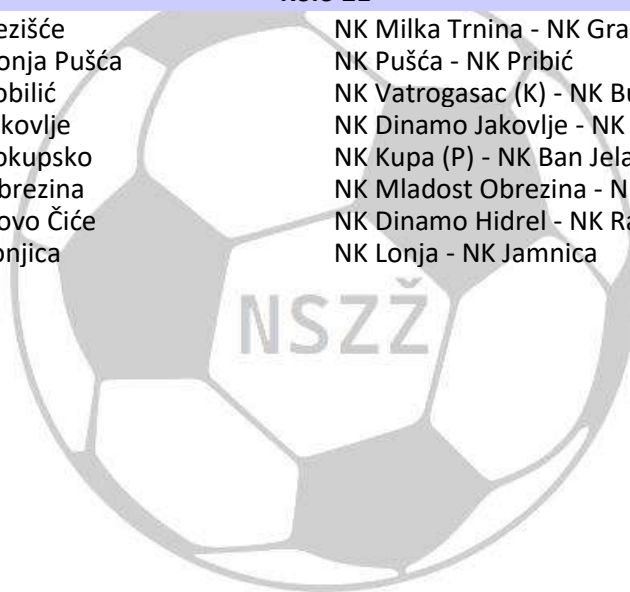 ezišće NK Milka Trnina - NK Gra
onja Pušća NK Pušća - NK Pribić
obilić NK Vatrogasac (K) - NK Bu
kovlje NK Dinamo Jakovlje - NK
okupsko NK Kupa (P) - NK Ban Jela
brezina NK Mladost Obrezina - N
ovo Čiće NK Dinamo Hidrel - NK Ra
onjica NK Lonja - NK Jamnica
NSZŽ